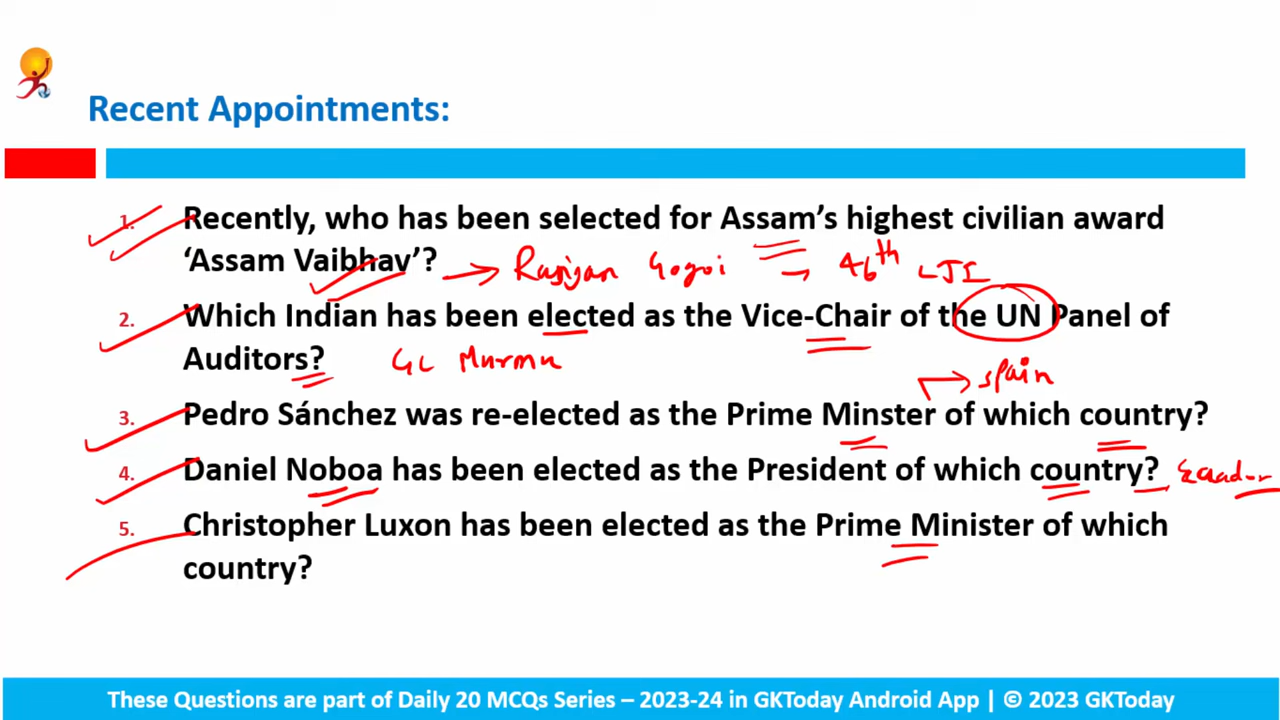 Recent Appointments:
1. Recently, who has been selected for Assam's highest civilian award
'Assam Vaibhav'? → Ranjan Gogoi → 46th CJI
2. Which Indian has been elected as the Vice-Chair of the UN Panel of
Auditors? GC Murmu
spain
3. Pedro Sánchez was re-elected as the Prime Minster of which country?
4. Daniel Noboa has been elected as the President of which country? Ecuador
5. Christopher Luxon has been elected as the Prime Minister of which
country?
These Questions are part of Daily 20 MCQs Series – 2023-24 in GKToday Android App | © 2023 GKToday